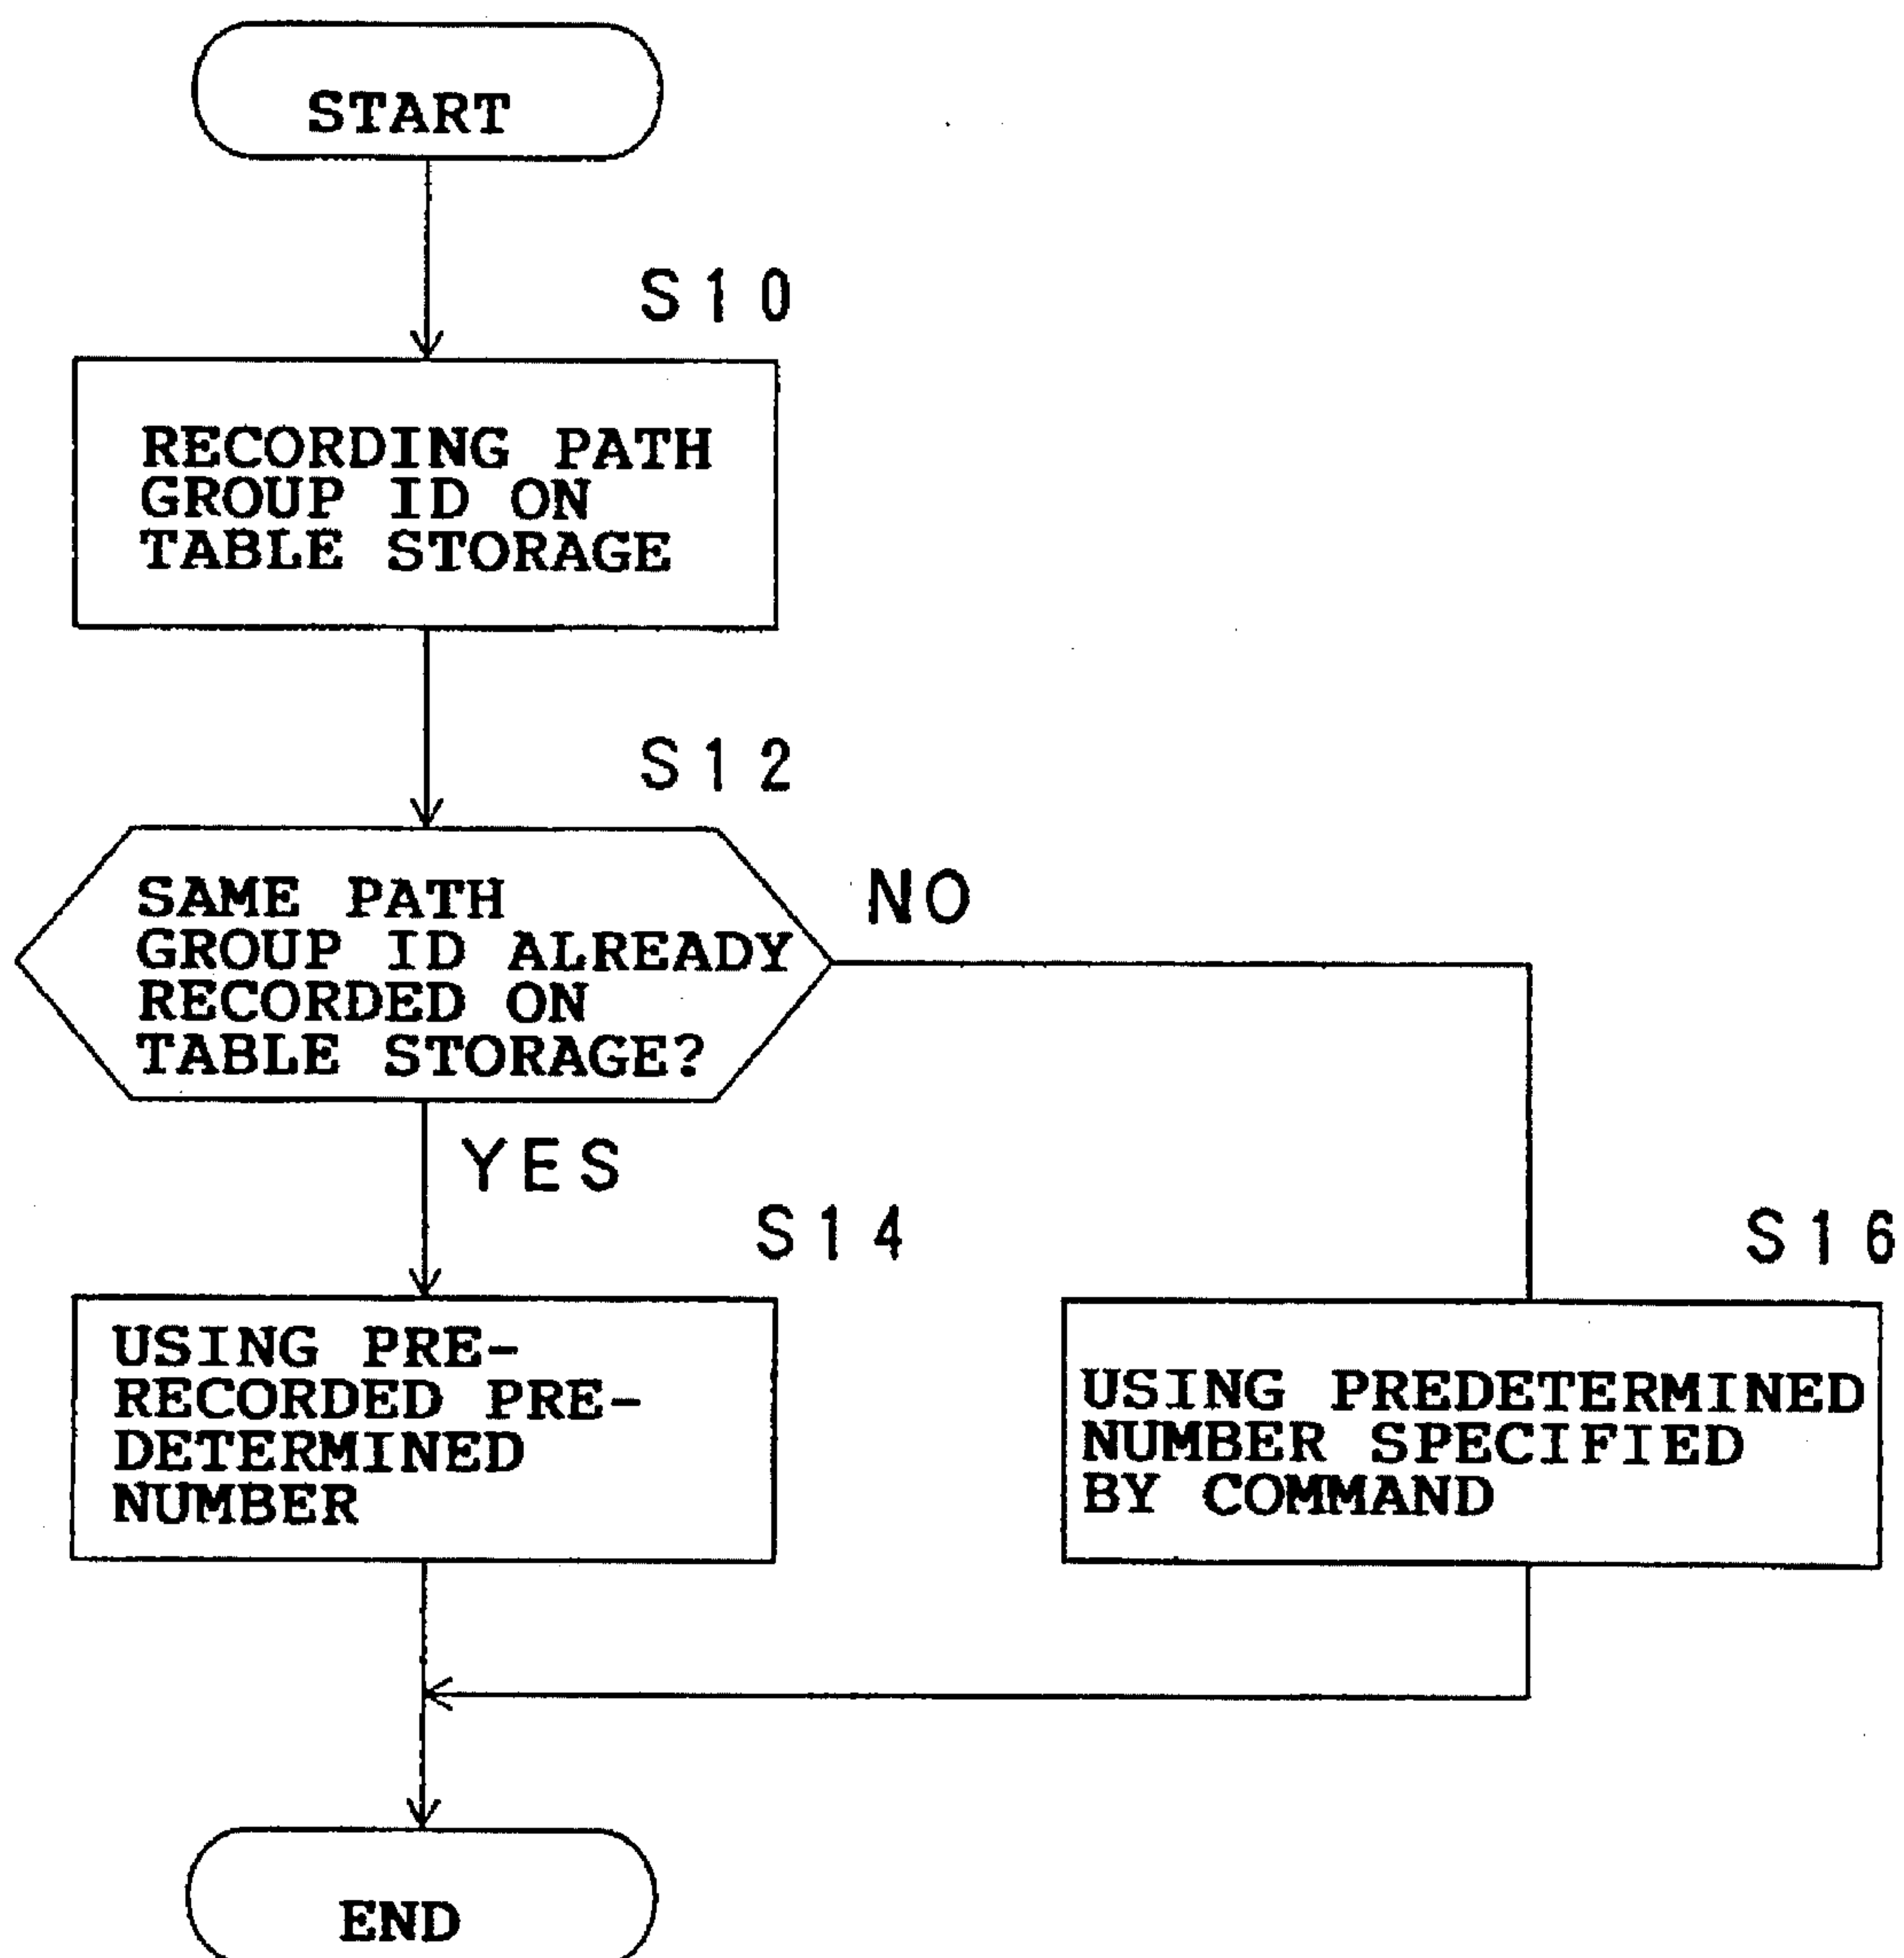 START
S10
RECORDING PATH
GROUP ID ON
TABLE STORAGE
S12
SAME PATH
GROUP ID ALREADY
RECORDED ON
TABLE STORAGE?
NO
YES
S14
USING PRE-
RECORDED PRE-
DETERMINED
NUMBER
S16
USING PREDETERMINED
NUMBER SPECIFIED
BY COMMAND
END